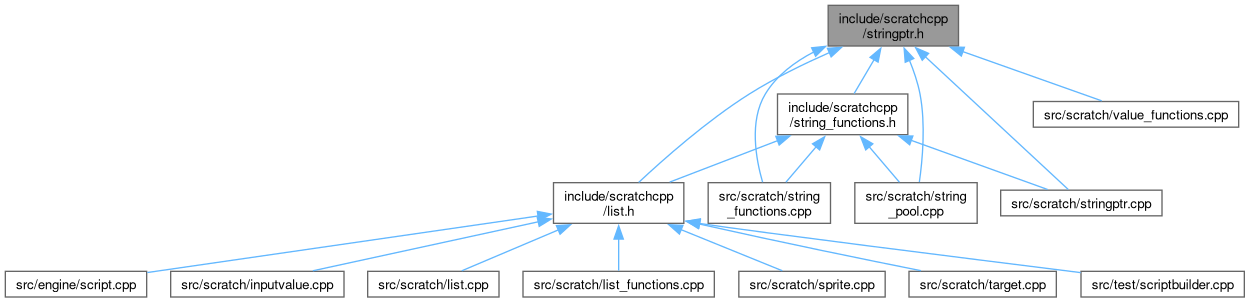 include/scratchcpp
/stringptr.h
include/scratchcpp
/string_functions.h
src/scratch/value_functions.cpp
include/scratchcpp
/list.h
src/scratch/string
_functions.cpp
src/scratch/string
_pool.cpp
src/scratch/stringptr.cpp
src/engine/script.cpp
src/scratch/inputvalue.cpp
src/scratch/list.cpp
src/scratch/list_functions.cpp
src/scratch/sprite.cpp
src/scratch/target.cpp
src/test/scriptbuilder.cpp